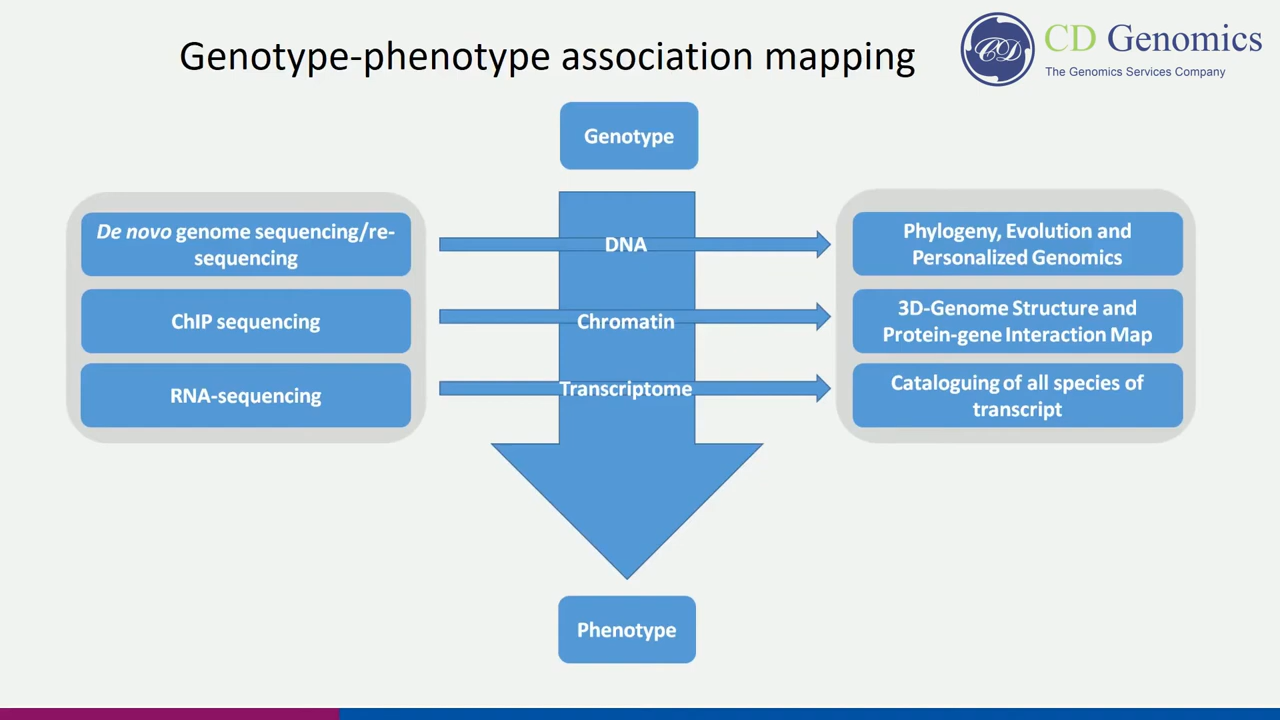 Genotype-phenotype association mapping
CD
CD Genomics
The Genomics Services Company
Genotype
De novo genome sequencing/re-
sequencing
DNA
Phylogeny, Evolution and
Personalized Genomics
ChIP sequencing
Chromatin
3D-Genome Structure and
Protein-gene Interaction Map
RNA-sequencing
Transcriptome
Cataloguing of all species of
transcript
Phenotype